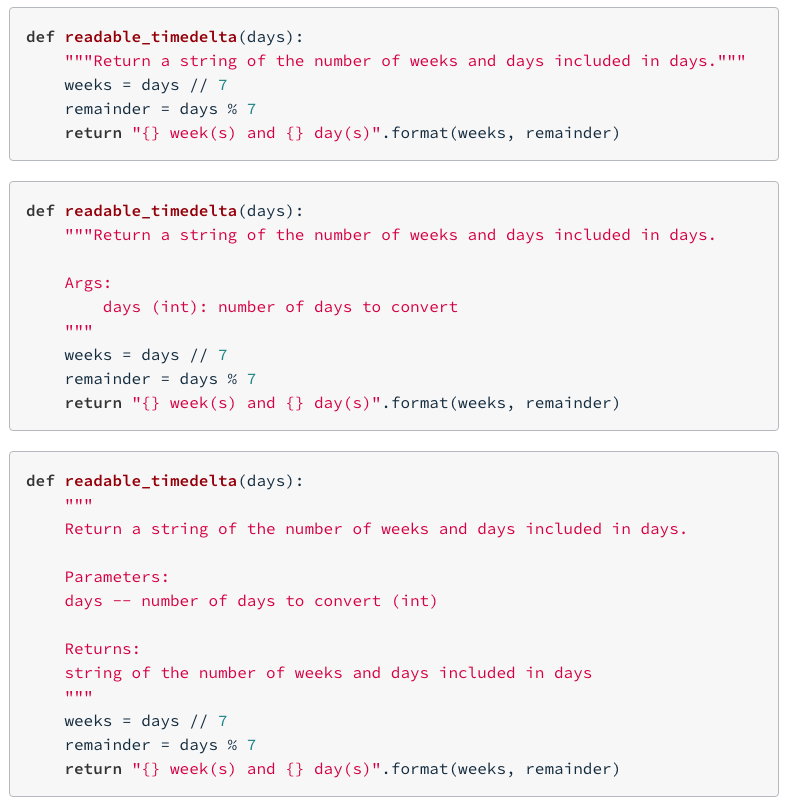 def readable_timedelta(days):
    """Return a string of the number of weeks and days included in days."""
    weeks = days // 7
    remainder = days % 7
    return "{} week(s) and {} day(s)".format(weeks, remainder)
def readable_timedelta(days):
    """Return a string of the number of weeks and days included in days.
    Args:
        days (int): number of days to convert
    """
    weeks = days // 7
    remainder = days % 7
    return "{} week(s) and {} day(s)".format(weeks, remainder)
def readable_timedelta(days):
    """
    Return a string of the number of weeks and days included in days.
    Parameters:
    days -- number of days to convert (int)
    Returns:
    string of the number of weeks and days included in days
    """
    weeks = days // 7
    remainder = days % 7
    return "{} week(s) and {} day(s)".format(weeks, remainder)